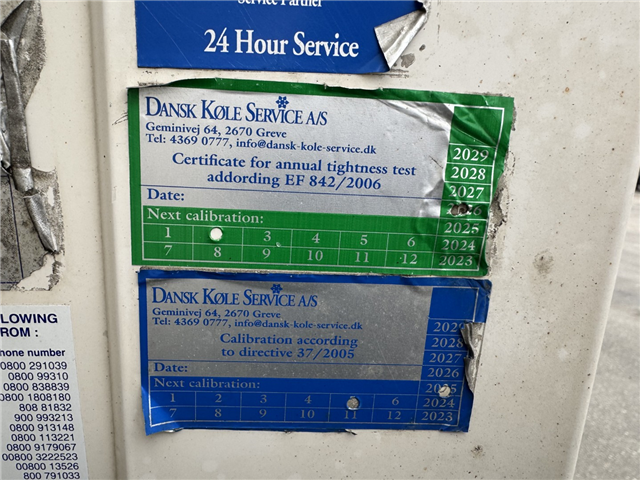 Service Partner
24 Hour Service
DANSK KØLE SERVICE A/S
Geminivej 64, 2670 Greve
Tel: 4369 0777, info@dansk-kole-service.dk
Certificate for annual tightness test
addording EF 842/2006
2029
2028
2027
Date:
Next calibration:
2025
1 3 4 5 6 2024
7 8 9 10 11 12 2023
DANSK KØLE SERVICE A/S
Geminivej 64, 2670 Greve
Tel: 4369 0777, info@dansk-kole-service.dk
Calibration according
to directive 37/2005
2028
2027
Date:
2026
Next calibration:
2025
1 2 3 4 6 2024
7 8 9 10 11 12 2023
LLOWING
ROM :
hone number
0800 291039
0800 99310
0800 838839
0800 1808180
808 81832
900 993213
0800 913148
0800 113221
0800 9179067
00800 3222523
00800 13526
800 791033